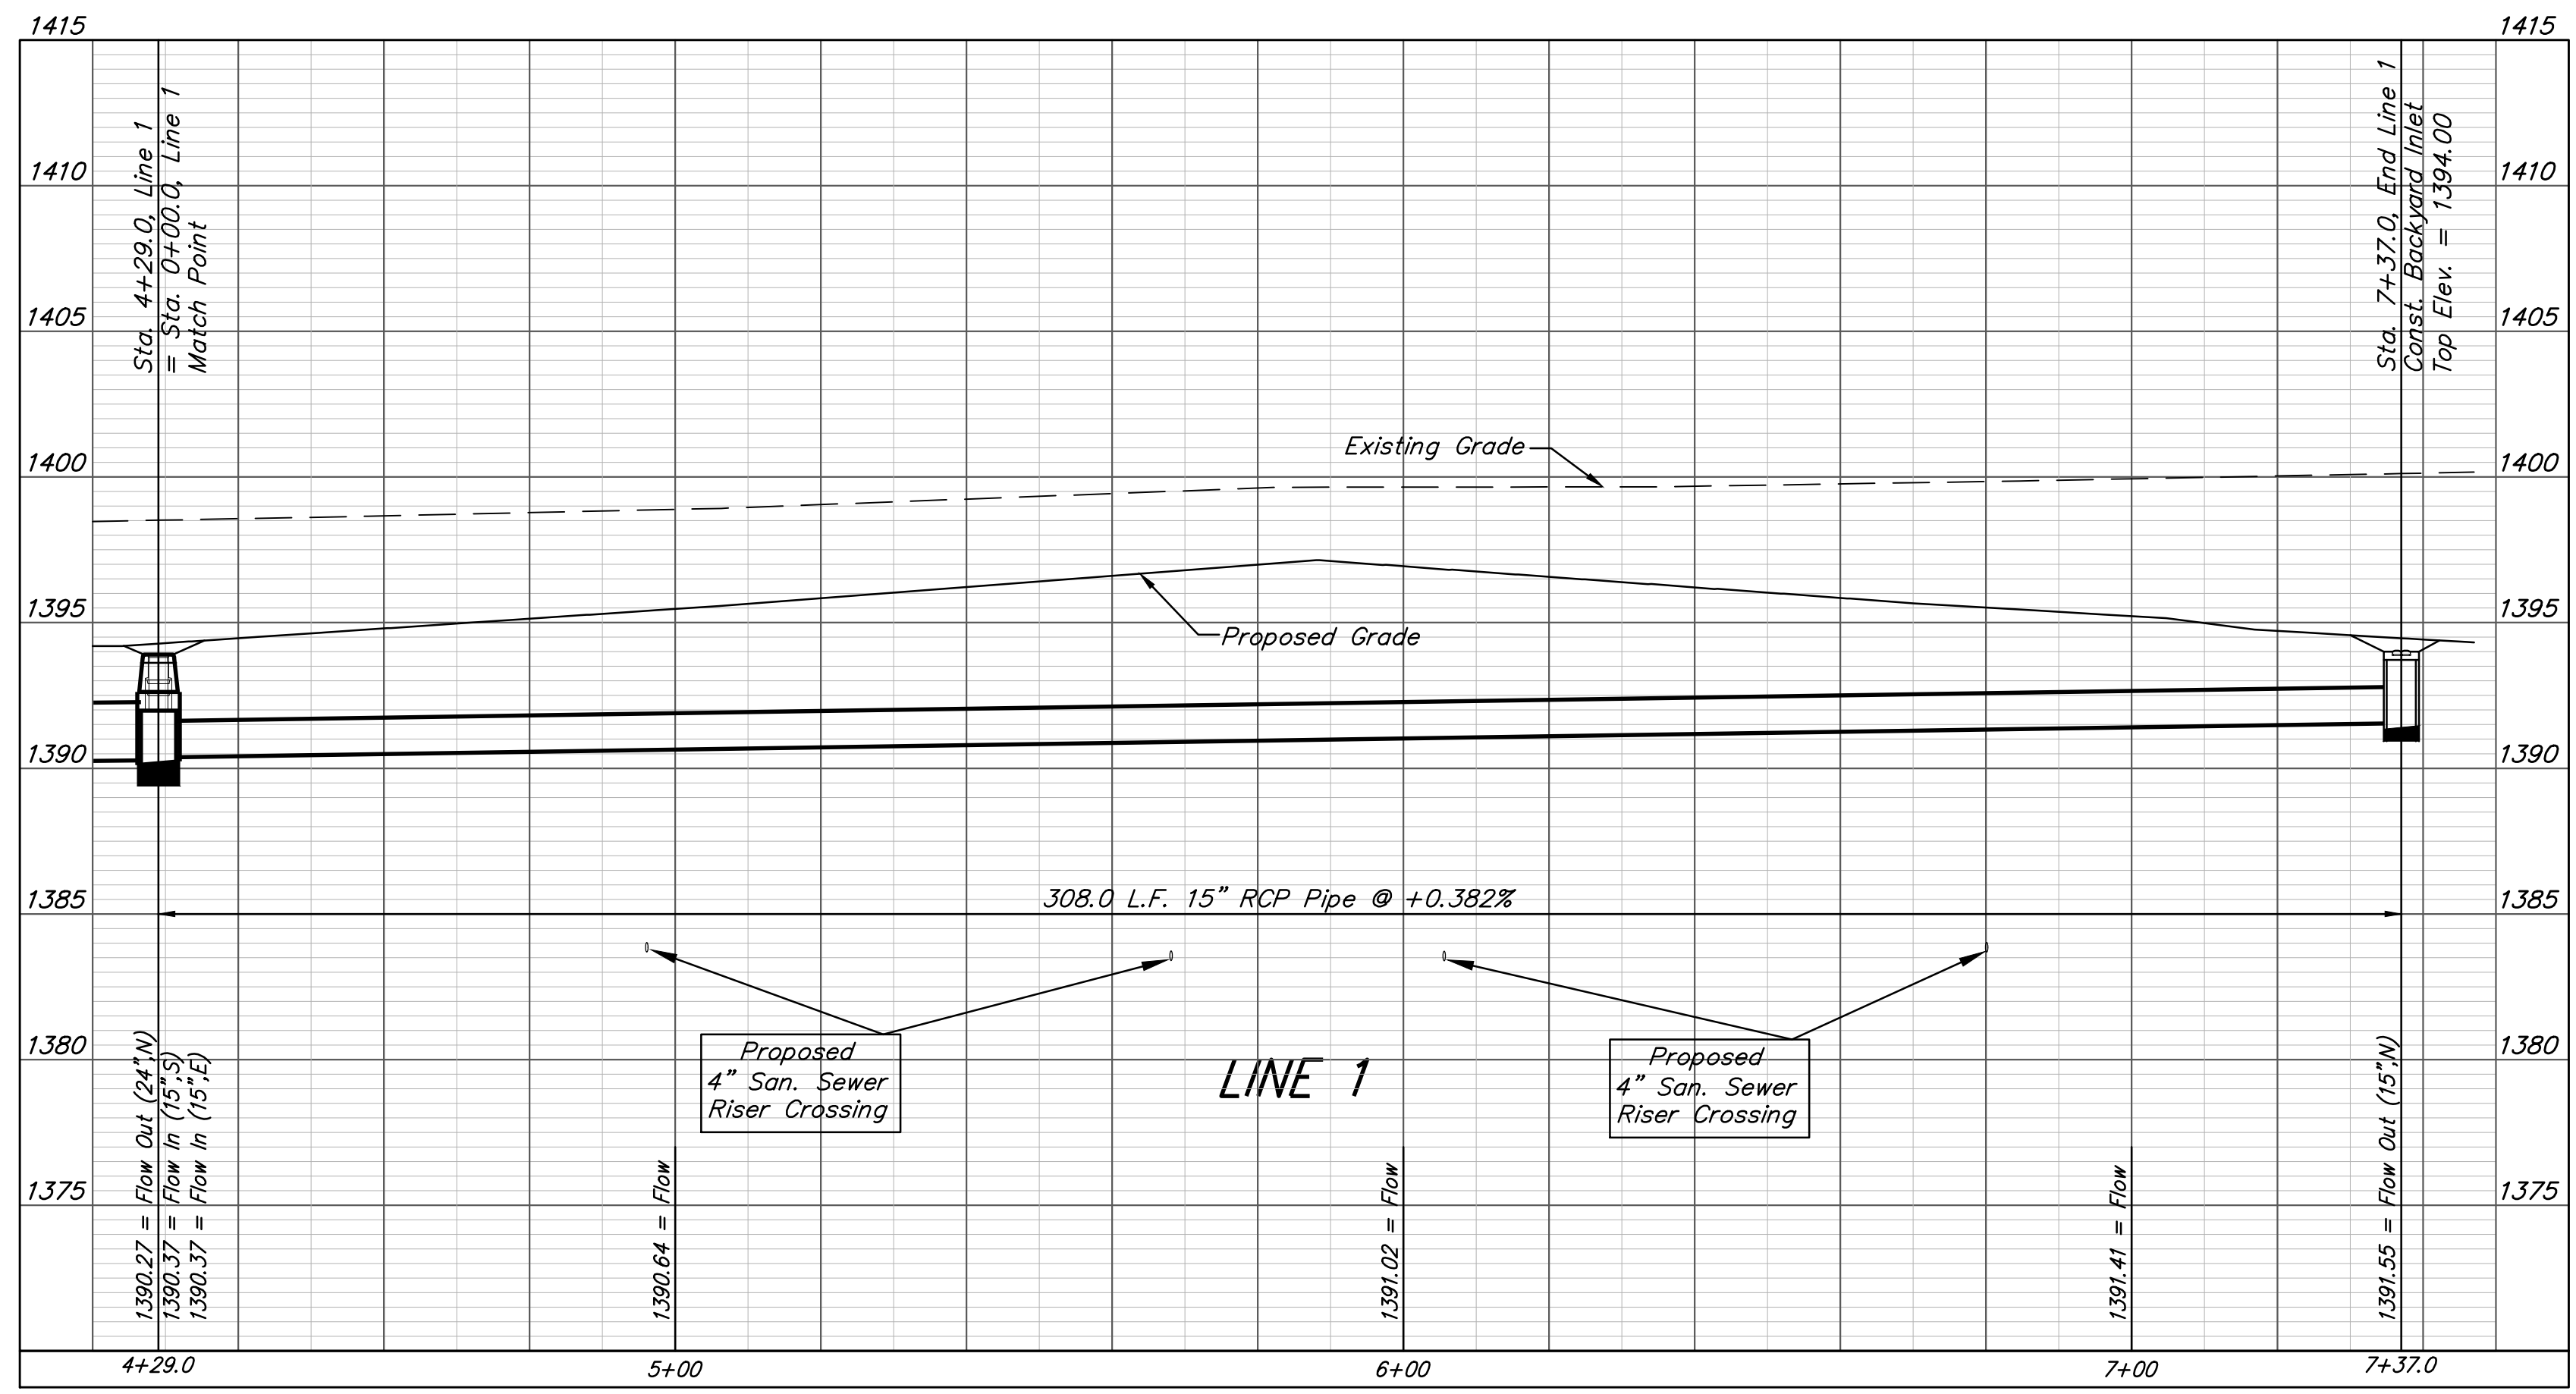 1415
1415
Sta. 4+29.0, Line 1
= Sta. 0+00.0, Line 1
Match Point
Sta. 7+37.0, End Line 1
Const. Backyard Inlet
Top Elev. = 1394.00
1410
1410
1405
1405
Existing Grade
1400
1400
1395
1395
Proposed Grade
1390
1390
1385
308.0 L.F. 15” RCP Pipe @ +0.382%
1385
1380
1380
Proposed
4” San. Sewer
Riser Crossing
LINE 1
Proposed
4” San. Sewer
Riser Crossing
1375
1375
1390.27 = Flow Out (24",N)
1390.37 = Flow In (15",S)
1390.37 = Flow In (15",E)
1390.64 = Flow
1391.02 = Flow
1391.41 = Flow
1391.55 = Flow Out (15",N)
4+29.0
5+00
6+00
7+00
7+37.0